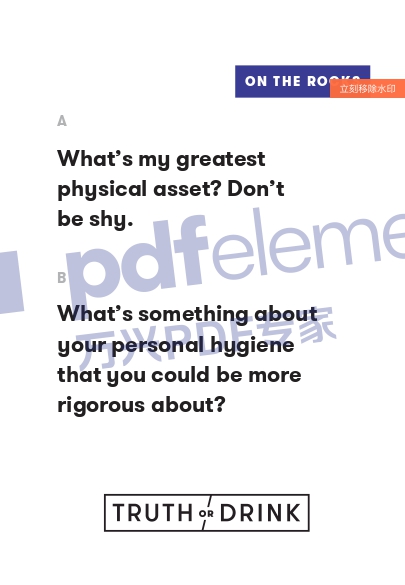 ON THE ROCKS
立刻移除水印
A
What’s my greatest
physical asset? Don’t
be shy.
pdfeleme
B
What’s something about
your personal hygiene
that you could be more
rigorous about?
万兴PDF专家
TRUTH OR DRINK